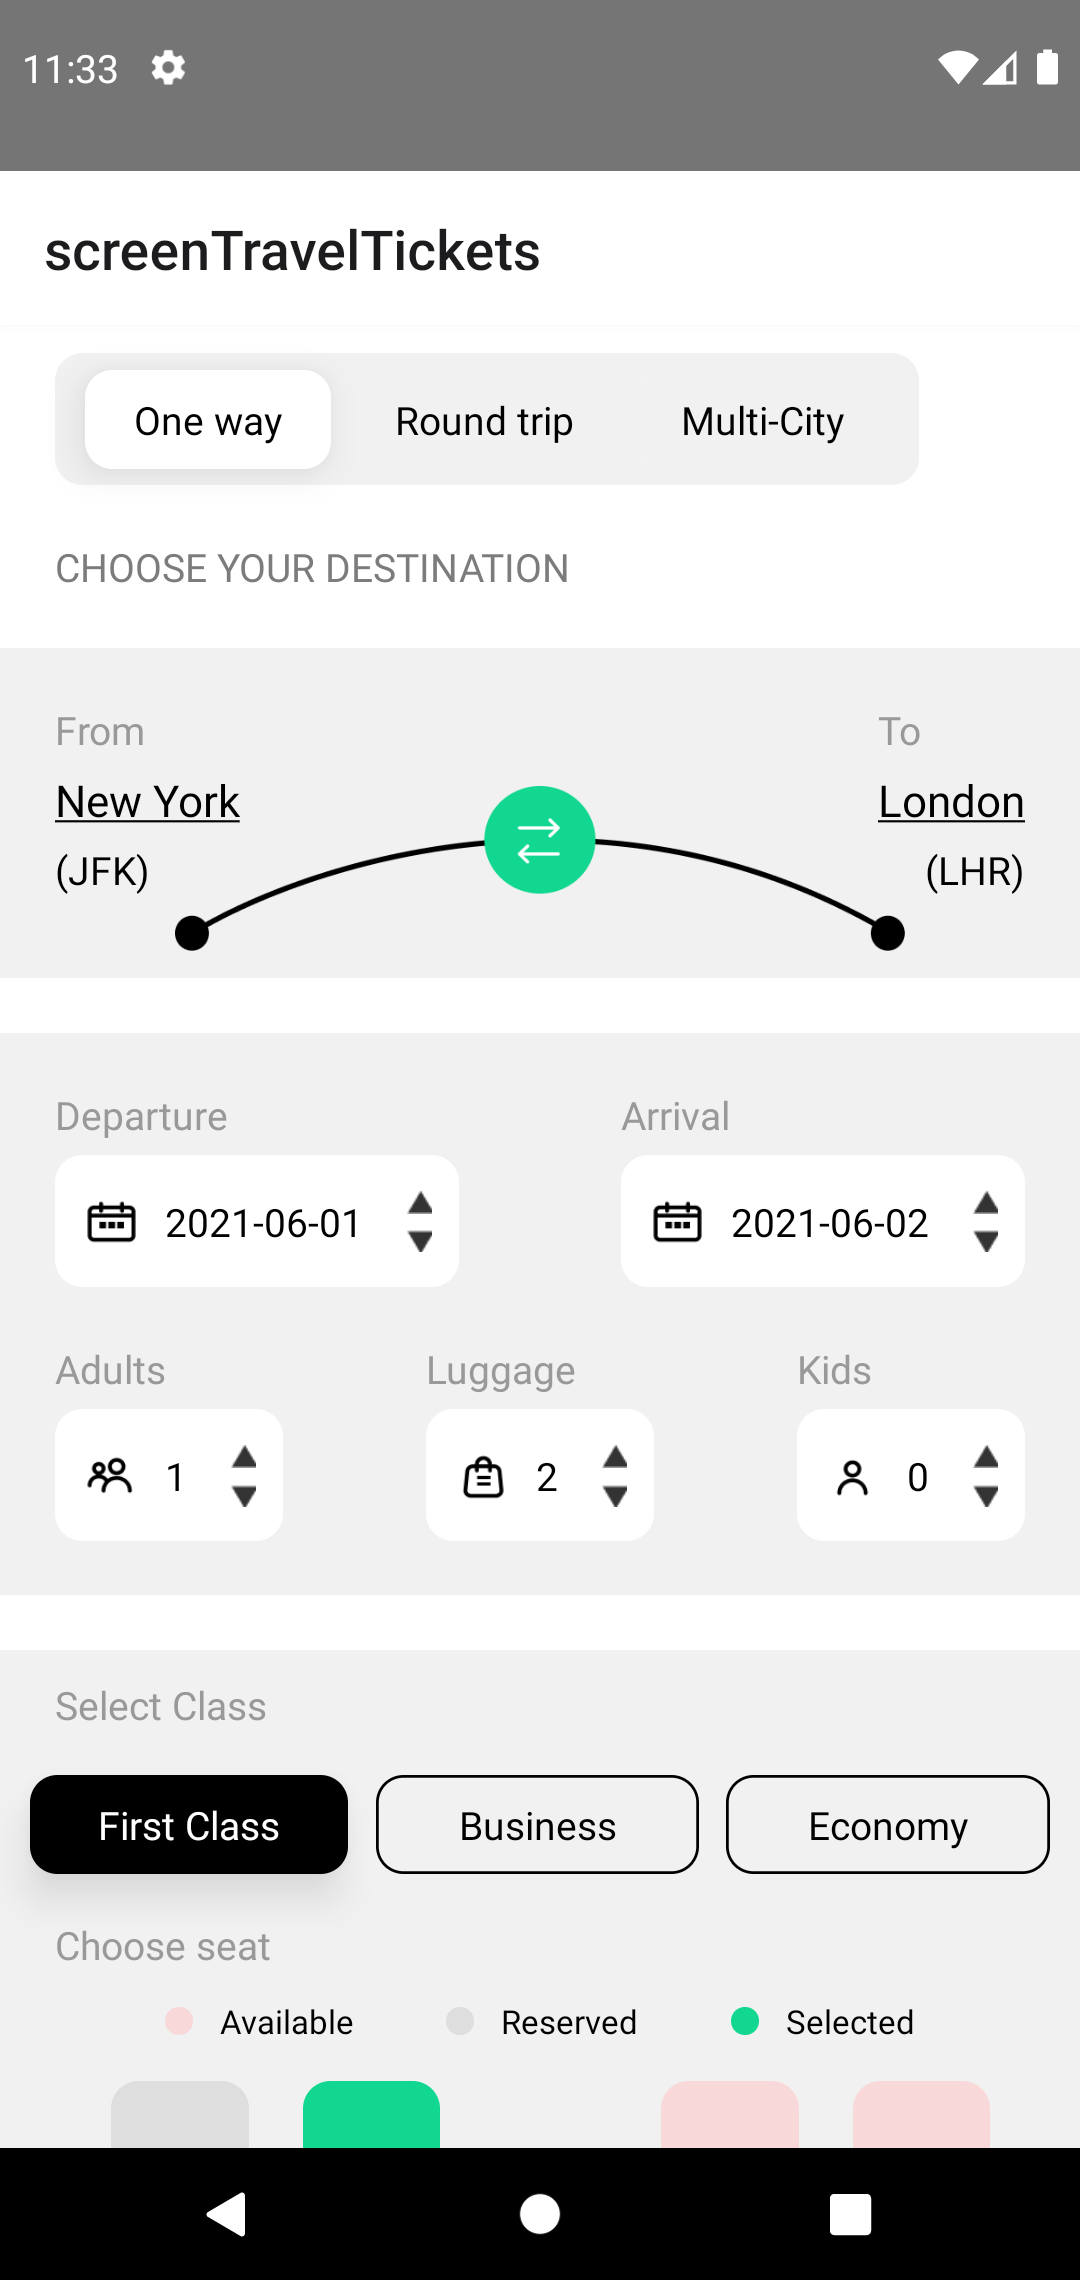 11:33
screenTravelTickets
One way Round trip Multi-City
CHOOSE YOUR DESTINATION
From To
New York London
(JFK) (LHR)
Departure Arrival
2021-06-01 2021-06-02
Adults Luggage Kids
1 2 0
Select Class
First Class Business Economy
Choose seat
Available Reserved Selected